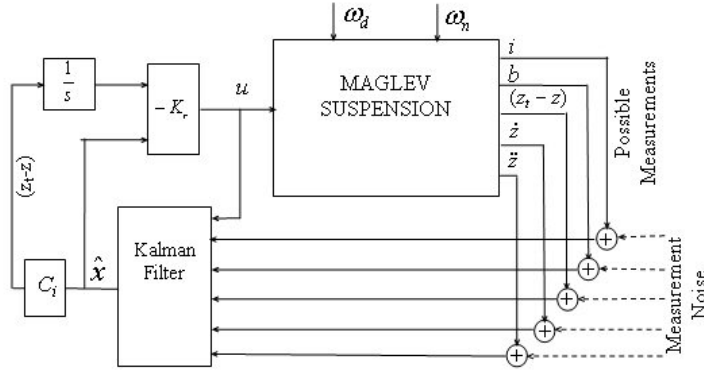 ω_d ω_n
1/s
− K_r
u
MAGLEV
SUSPENSION
i
b
(z_t − z)
ż
z̈
Possible
Measurements
(z_t-z)
C_i
x̂
Kalman
Filter
+
+
+
+
+
Measurement
Noise